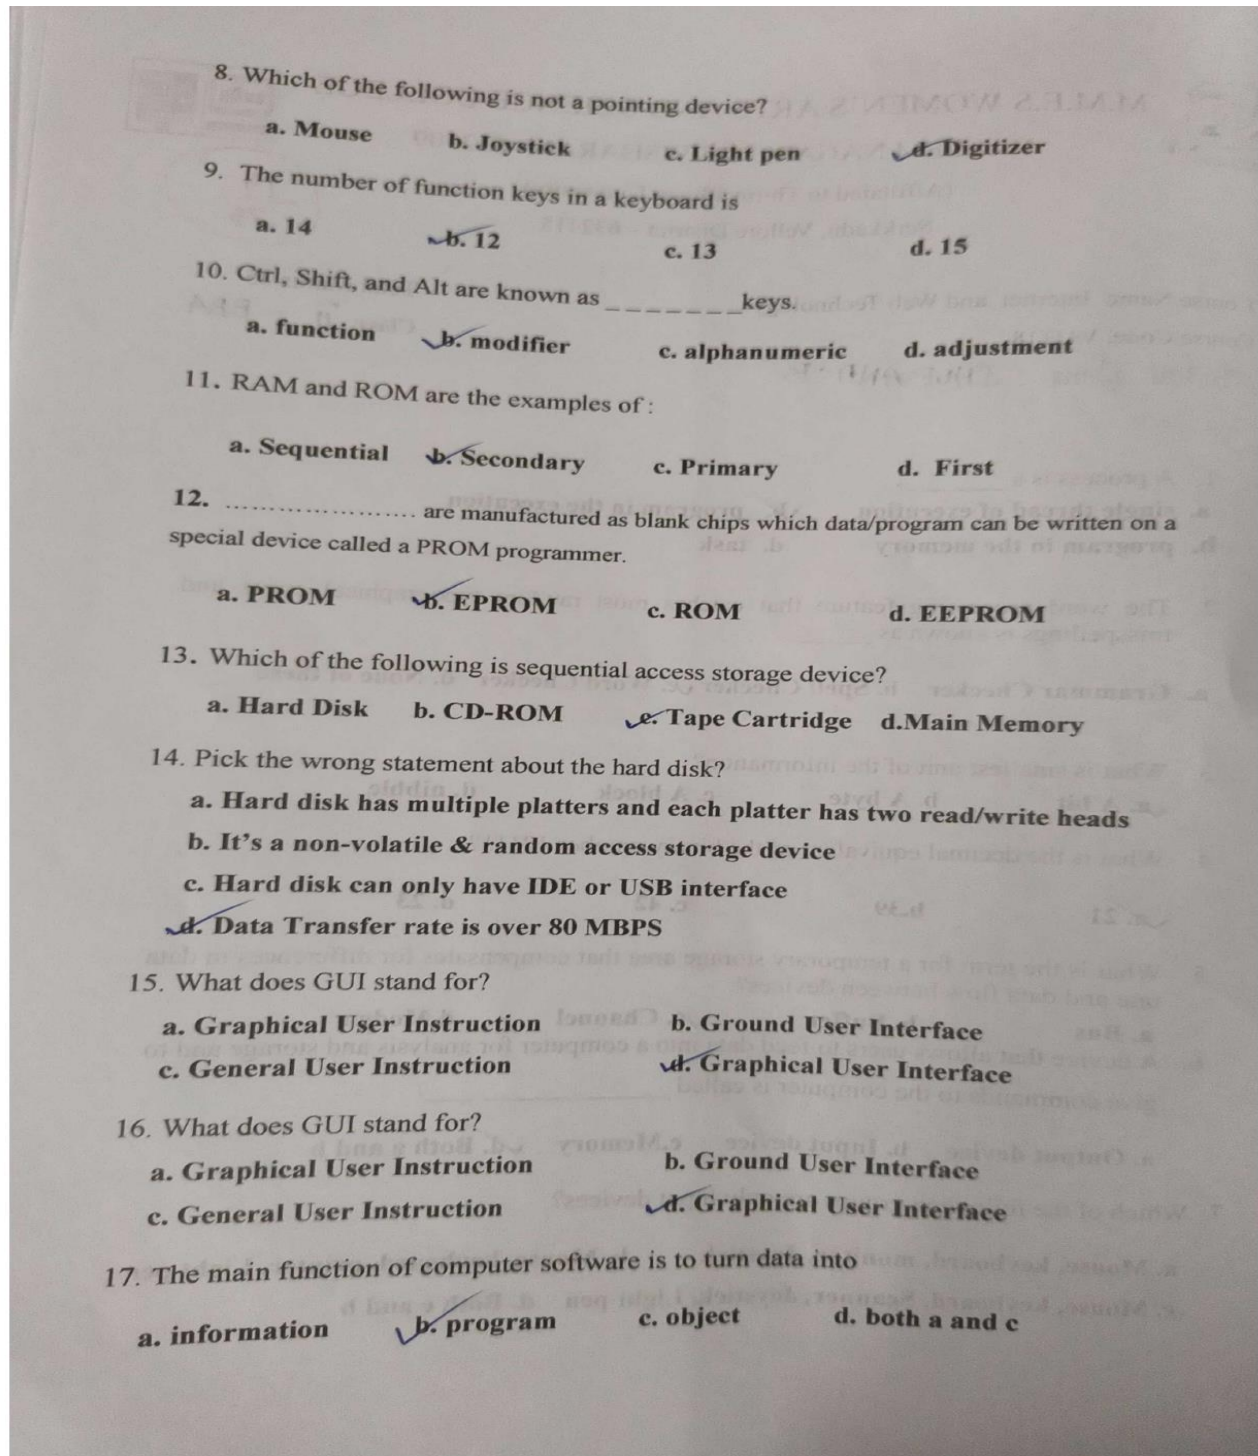 8. Which of the following is not a pointing device?
a. Mouse b. Joystick c. Light pen d. Digitizer
9. The number of function keys in a keyboard is
a. 14 b. 12 c. 13 d. 15
10. Ctrl, Shift, and Alt are known as _ _ _ _ _ _ _keys.
a. function b. modifier c. alphanumeric d. adjustment
11. RAM and ROM are the examples of :
a. Sequential b. Secondary c. Primary d. First
12. .................... are manufactured as blank chips which data/program can be written on a
special device called a PROM programmer.
a. PROM b. EPROM c. ROM d. EEPROM
13. Which of the following is sequential access storage device?
a. Hard Disk b. CD-ROM c. Tape Cartridge d.Main Memory
14. Pick the wrong statement about the hard disk?
a. Hard disk has multiple platters and each platter has two read/write heads
b. It's a non-volatile & random access storage device
c. Hard disk can only have IDE or USB interface
d. Data Transfer rate is over 80 MBPS
15. What does GUI stand for?
a. Graphical User Instruction b. Ground User Interface
c. General User Instruction d. Graphical User Interface
16. What does GUI stand for?
a. Graphical User Instruction b. Ground User Interface
c. General User Instruction d. Graphical User Interface
17. The main function of computer software is to turn data into
a. information b. program c. object d. both a and c